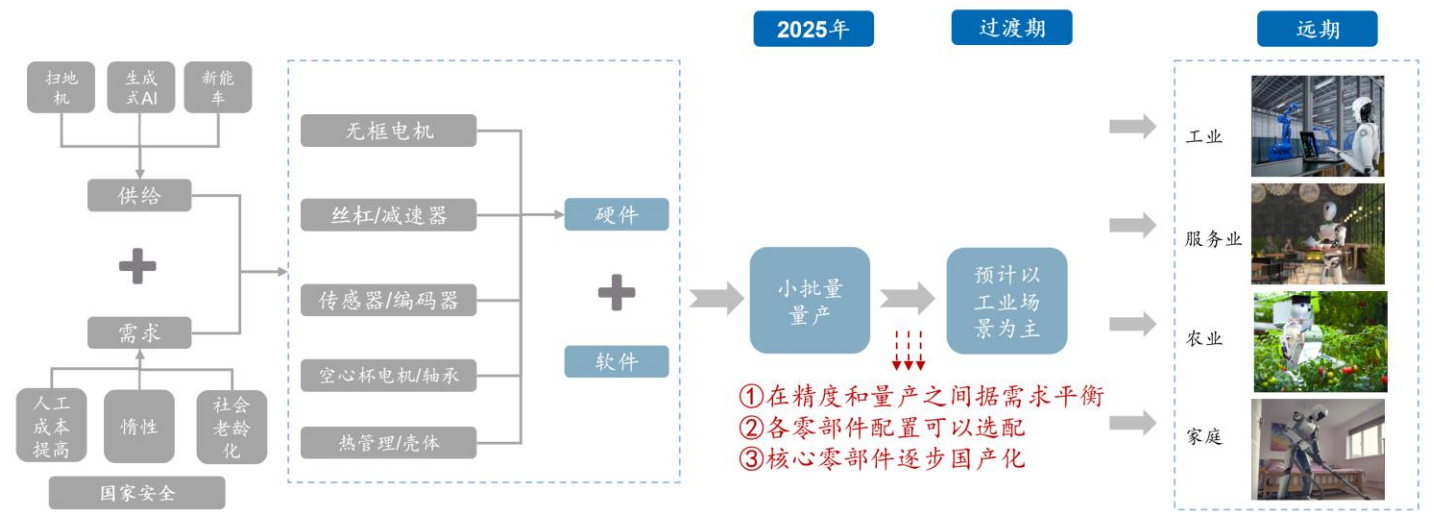 2025年
过渡期
远期
扫地
机
生成
式AI
新能
车
供给
需求
人工
成本
提高
惰性
社会
老龄
化
国家安全
无框电机
丝杠/减速器
传感器/编码器
空心杯电机/轴承
热管理/壳体
硬件
软件
小批量
量产
预计以
工业场
景为主
①在精度和量产之间据需求平衡
②各零部件配置可以选配
③核心零部件逐步国产化
工业
服务业
农业
家庭